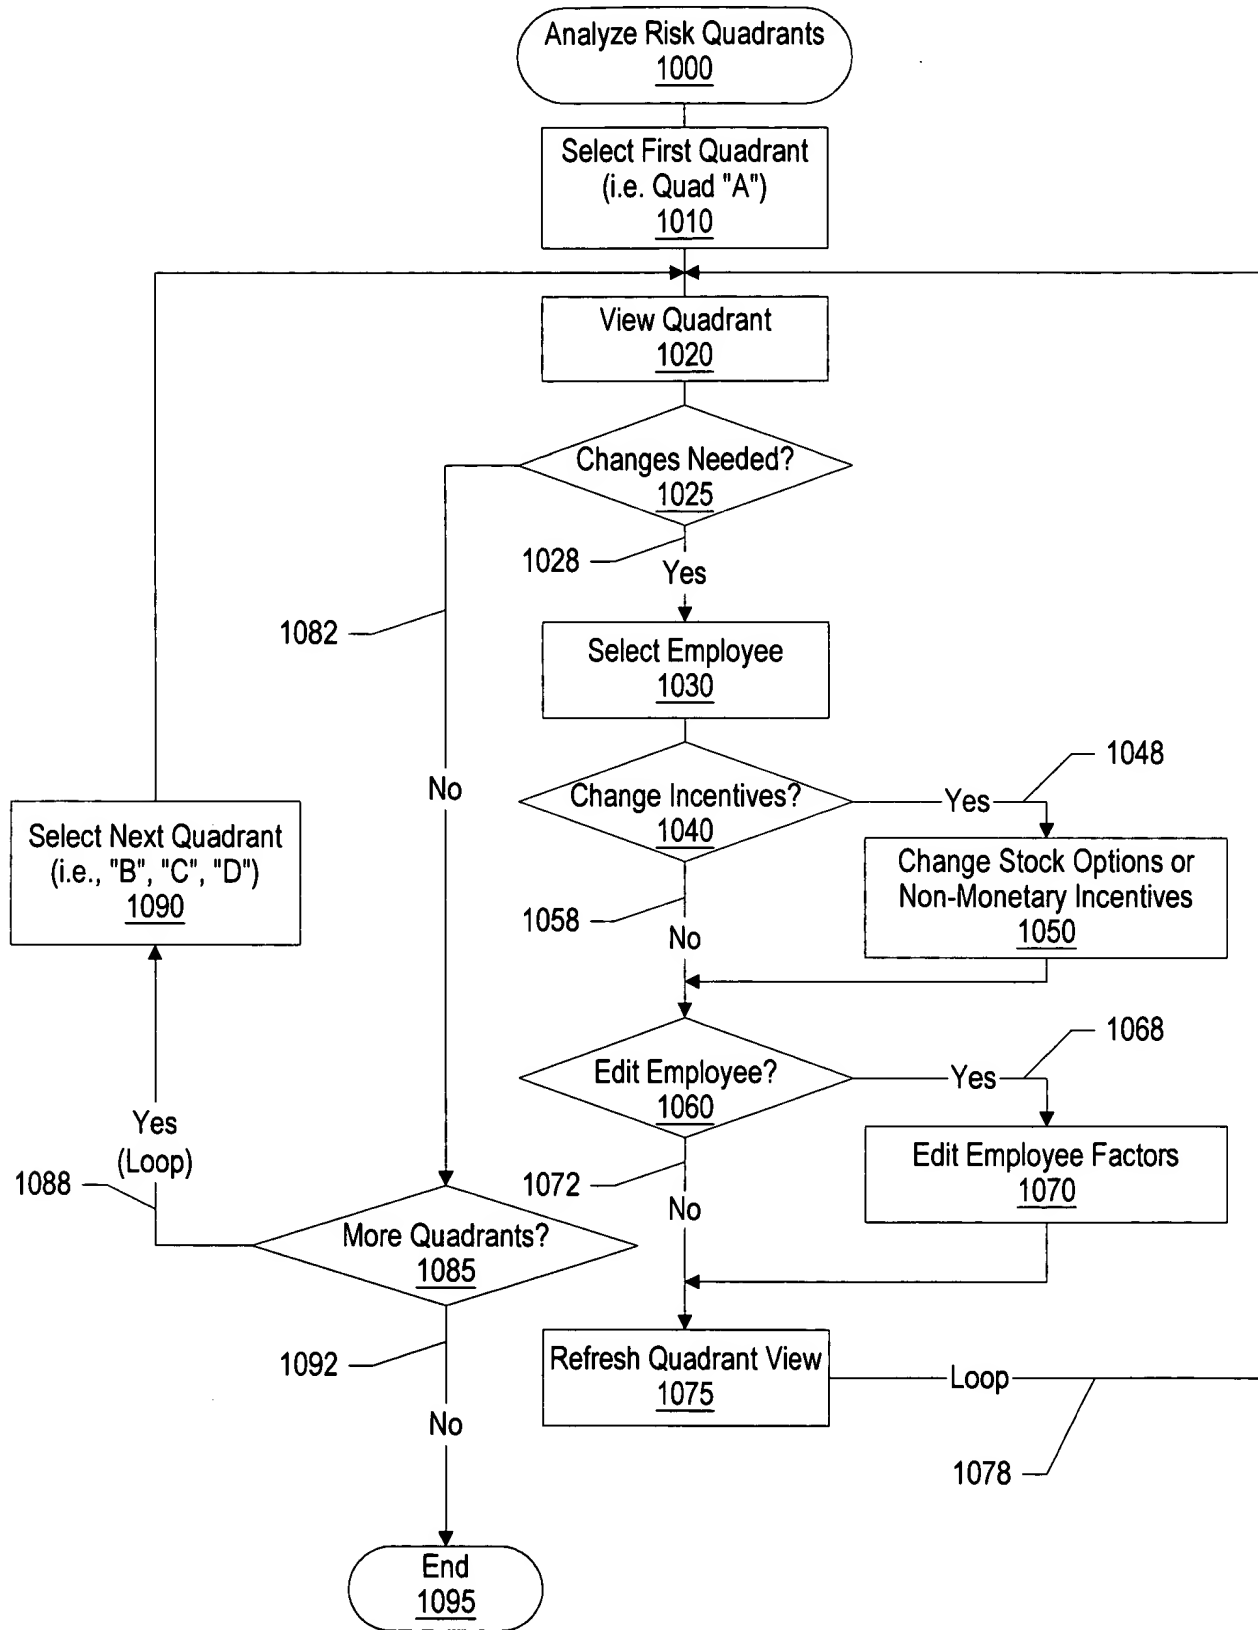 Analyze Risk Quadrants
1000
Select First Quadrant
(i.e. Quad "A")
1010
View Quadrant
1020
Changes Needed?
1025
1028
Yes
1082
Select Employee
1030
No
Change Incentives?
1040
Yes
1048
Select Next Quadrant
(i.e., "B", "C", "D")
1090
Change Stock Options or
Non-Monetary Incentives
1050
1058
No
Edit Employee?
1060
Yes
1068
Yes
(Loop)
1088
Edit Employee Factors
1070
1072
No
More Quadrants?
1085
Refresh Quadrant View
1075
Loop
1078
1092
No
End
1095